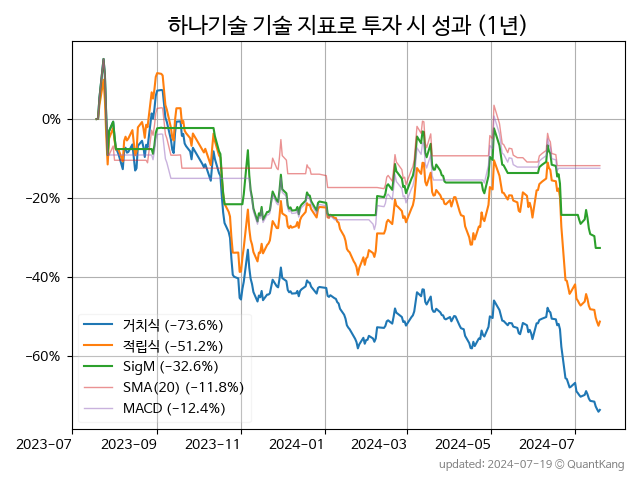 하나기술 기술 지표로 투자 시 성과 (1년)
0%
−20%
−40%
−60%
거치식 (−73.6%)
적립식 (−51.2%)
SigM (−32.6%)
SMA(20) (−11.8%)
MACD (−12.4%)
2023-07 2023-09 2023-11 2024-01 2024-03 2024-05 2024-07
updated: 2024-07-19 © QuantKang